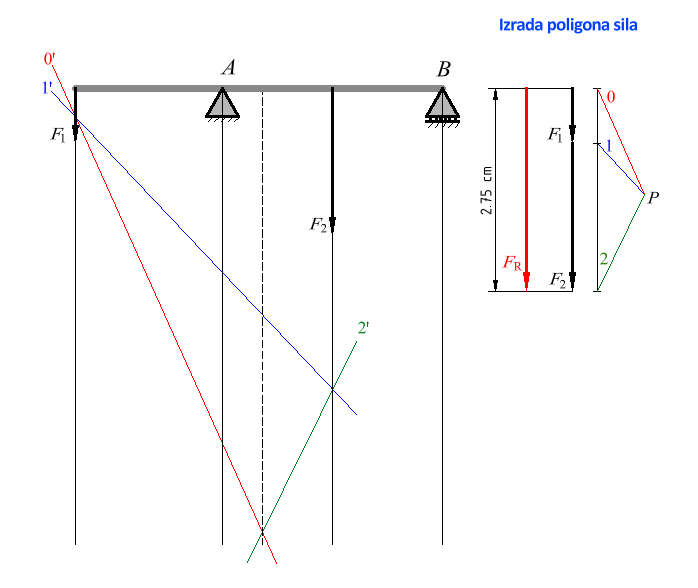 Izrada poligona sila
0'
1'
A
B
F1
F2
2'
2.75 cm
FR
F1
F2
0
1
2
P